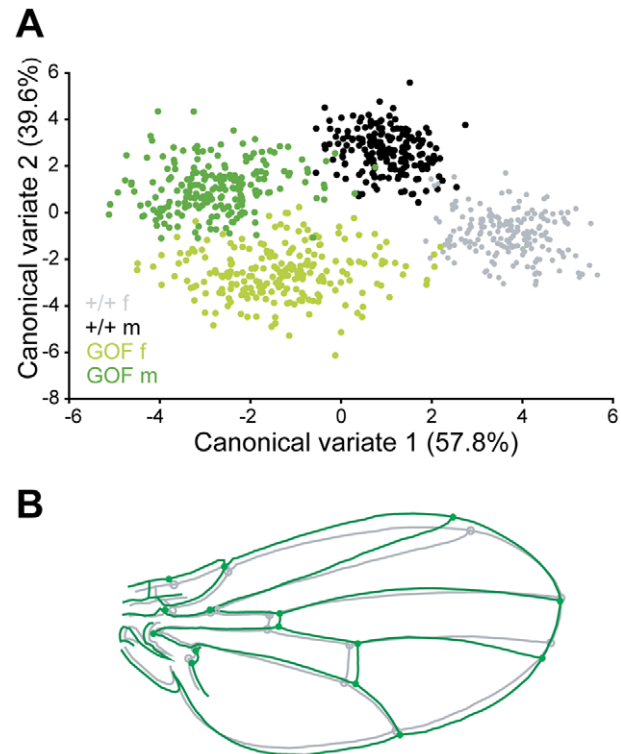 A
Canonical variate 2 (39.6%)
6
4
2
0
-2
-4
-6
-8
+/+ f
+/+ m
GOF f
GOF m
-6 -4 -2 0 2 4 6
Canonical variate 1 (57.8%)
B